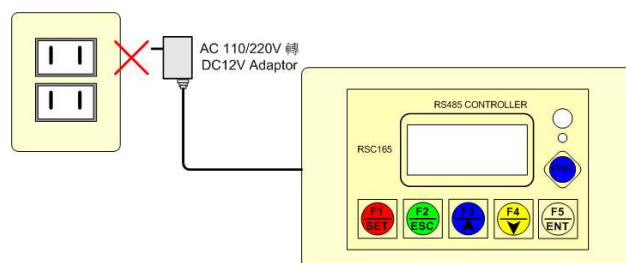 AC 110/220V 轉
DC12V Adaptor
RS485 CONTROLLER
RSC165
F1
SET
F2
ESC
F3
F4
F5
ENT